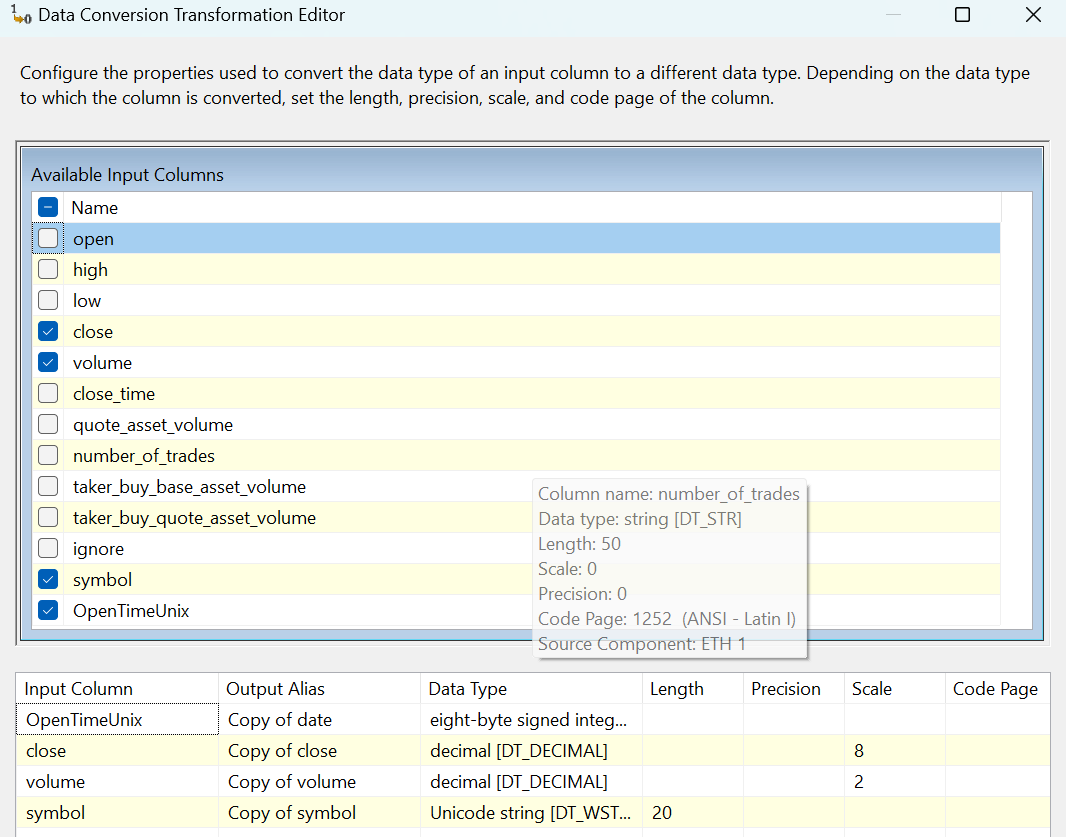 Data Conversion Transformation Editor
Configure the properties used to convert the data type of an input column to a different data type. Depending on the data type
to which the column is converted, set the length, precision, scale, and code page of the column.
Available Input Columns
Name
open
high
low
close
volume
close_time
quote_asset_volume
number_of_trades
taker_buy_base_asset_volume
taker_buy_quote_asset_volume
ignore
symbol
OpenTimeUnix
Column name: number_of_trades
Data type: string [DT_STR]
Length: 50
Scale: 0
Precision: 0
Code Page: 1252 (ANSI - Latin I)
Source Component: ETH 1
Input Column Output Alias Data Type Length Precision Scale Code Page
OpenTimeUnix Copy of date eight-byte signed integ...
close Copy of close decimal [DT_DECIMAL] 8
volume Copy of volume decimal [DT_DECIMAL] 2
symbol Copy of symbol Unicode string [DT_WST... 20